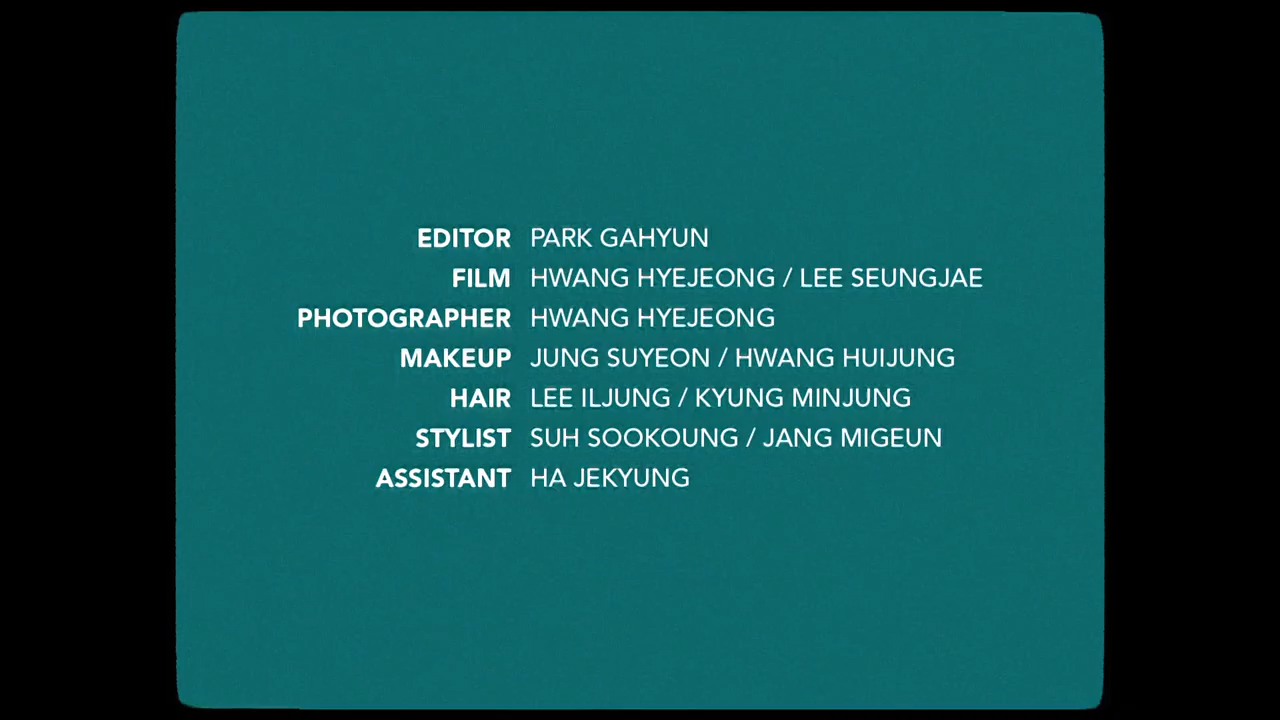 EDITOR PARK GAHYUN
FILM HWANG HYEJEONG / LEE SEUNGJAE
PHOTOGRAPHER HWANG HYEJEONG
MAKEUP JUNG SUYEON / HWANG HUIJUNG
HAIR LEE ILJUNG / KYUNG MINJUNG
STYLIST SUH SOOKOUNG / JANG MIGEUN
ASSISTANT HA JEKYUNG